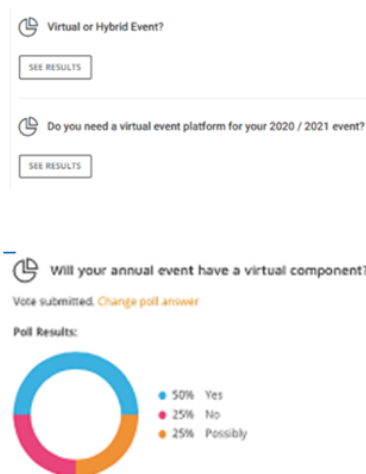 Virtual or Hybrid Event?
SEE RESULTS
Do you need a virtual event platform for your 2020 / 2021 event?
SEE RESULTS
Will your annual event have a virtual component?
Vote submitted. Change poll answer
Poll Results:
50% Yes
25% No
25% Possibly